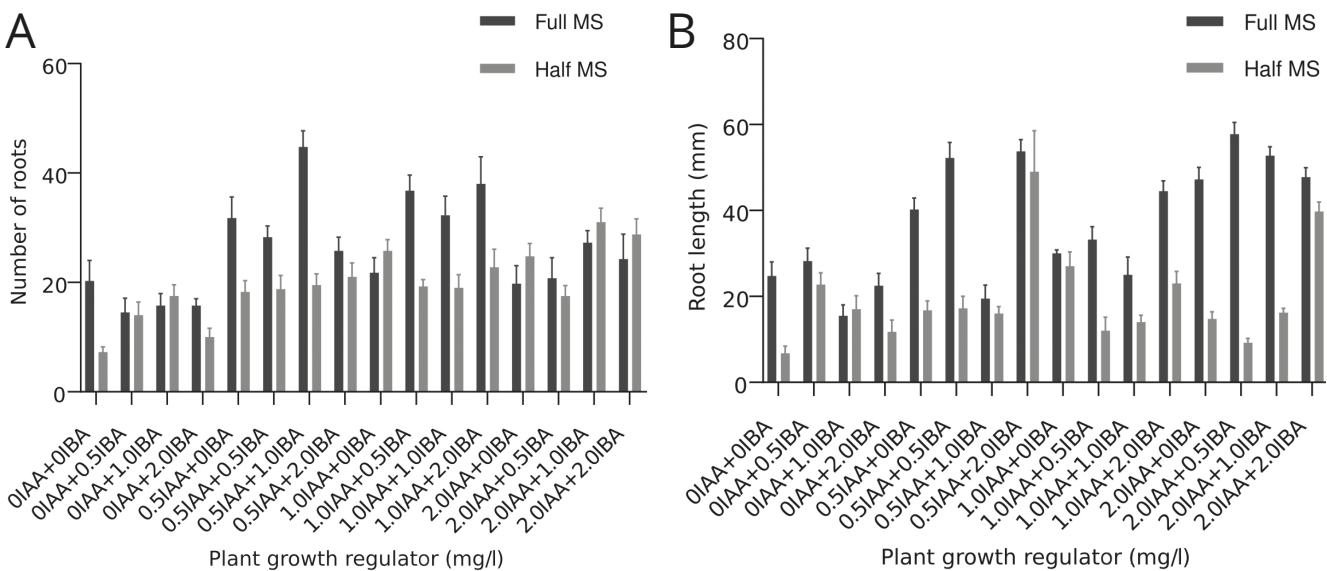 A
Full MS
Half MS
Number of roots
60
40
20
0
0IAA+0IBA
0IAA+0.5IBA
0IAA+1.0IBA
0IAA+2.0IBA
0.5IAA+0IBA
0.5IAA+0.5IBA
0.5IAA+1.0IBA
0.5IAA+2.0IBA
1.0IAA+0IBA
1.0IAA+0.5IBA
1.0IAA+1.0IBA
1.0IAA+2.0IBA
2.0IAA+0IBA
2.0IAA+0.5IBA
2.0IAA+1.0IBA
2.0IAA+2.0IBA
Plant growth regulator (mg/l)
B
Full MS
Half MS
Root length (mm)
80
60
40
20
0
0IAA+0IBA
0IAA+0.5IBA
0IAA+1.0IBA
0IAA+2.0IBA
0.5IAA+0IBA
0.5IAA+0.5IBA
0.5IAA+1.0IBA
0.5IAA+2.0IBA
1.0IAA+0IBA
1.0IAA+0.5IBA
1.0IAA+1.0IBA
1.0IAA+2.0IBA
2.0IAA+0IBA
2.0IAA+0.5IBA
2.0IAA+1.0IBA
2.0IAA+2.0IBA
Plant growth regulator (mg/l)